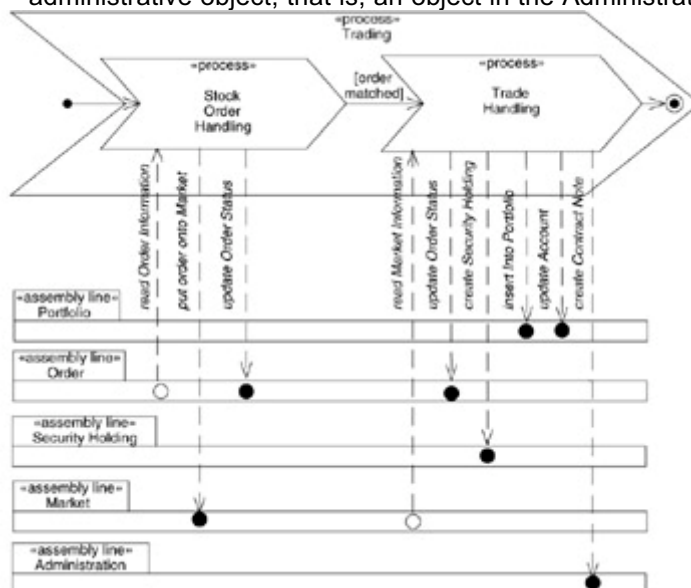 administrative object, that is, an object in the Administrat
«process»
Trading
«process»
Stock
Order
Handling
[order
matched]
«process»
Trade
Handling
read Order Information
put order onto Market
update Order Status
read Market Information
update Order Status
create Security Holding
insert Into Portfolio
update Account
create Contract Note
«assembly line»
Portfolio
«assembly line»
Order
«assembly line»
Security Holding
«assembly line»
Market
«assembly line»
Administration